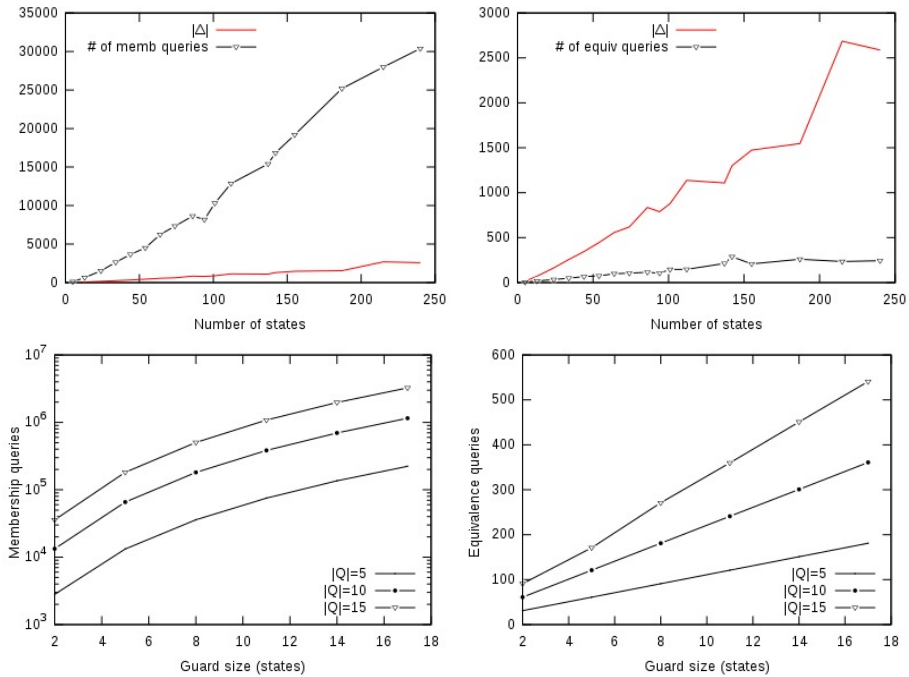 |Δ|
# of memb queries
35000
30000
25000
20000
15000
10000
5000
0
0 50 100 150 200 250
Number of states
|Δ|
# of equiv queries
3000
2500
2000
1500
1000
500
0
0 50 100 150 200 250
Number of states
Membership queries
10^7
10^6
10^5
10^4
10^3
|Q|=5
|Q|=10
|Q|=15
2 4 6 8 10 12 14 16 18
Guard size (states)
Equivalence queries
600
500
400
300
200
100
0
|Q|=5
|Q|=10
|Q|=15
2 4 6 8 10 12 14 16 18
Guard size (states)